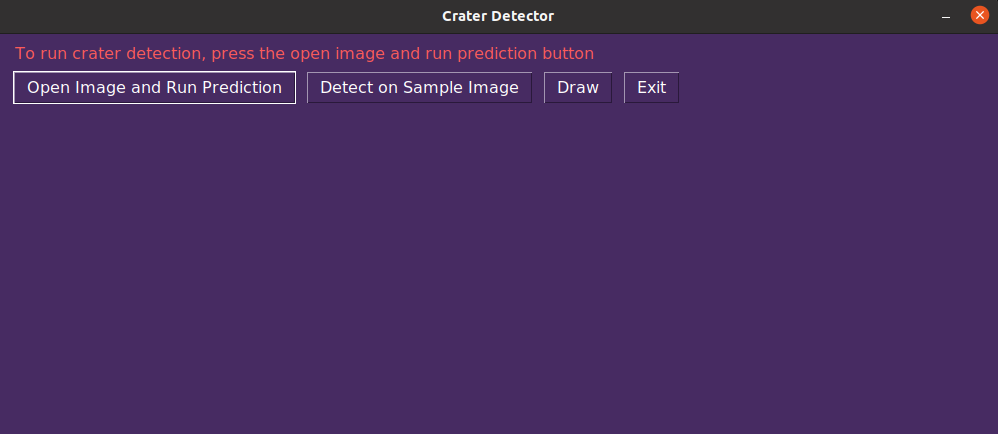 Crater Detector
To run crater detection, press the open image and run prediction button
Open Image and Run Prediction Detect on Sample Image Draw Exit